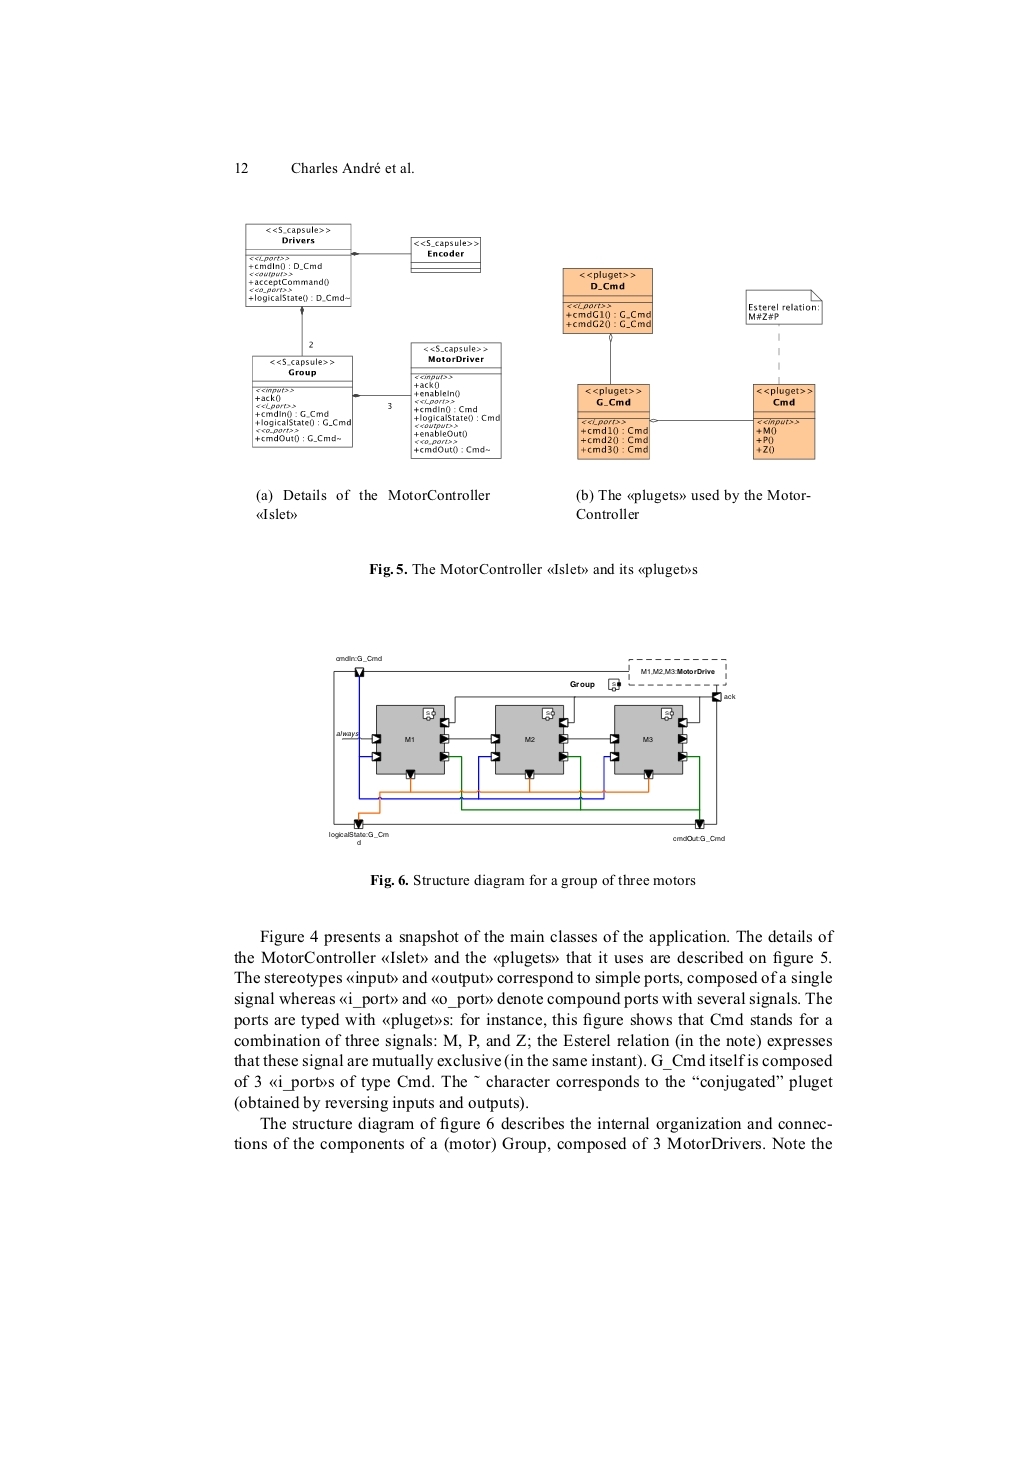 12 Charles André et al.
<<S_capsule>>
Drivers
<<i_port>>
+cmdIn() : D_Cmd
<<output>>
+acceptCommand()
<<o_port>>
+logicalState() : D_Cmd~
<<S_capsule>>
Encoder
2
<<S_capsule>>
Group
<<input>>
+ack()
<<i_port>>
+cmdIn() : G_Cmd
+logicalState() : G_Cmd
<<o_port>>
+cmdOut() : G_Cmd~
3
<<S_capsule>>
MotorDriver
<<input>>
+ack()
+enableIn()
<<i_port>>
+cmdIn() : Cmd
+logicalState() : Cmd
<<output>>
+enableOut()
<<o_port>>
+cmdOut() : Cmd~
<<pluget>>
D_Cmd
<<i_port>>
+cmdG1() : G_Cmd
+cmdG2() : G_Cmd
Esterel relation:
M#Z#P
<<pluget>>
G_Cmd
<<i_port>>
+cmd1() : Cmd
+cmd2() : Cmd
+cmd3() : Cmd
<<pluget>>
Cmd
<<input>>
+M()
+P()
+Z()
(a) Details of the MotorController
«Islet»
(b) The «plugets» used by the Motor-
Controller
Fig. 5. The MotorController «Islet» and its «pluget»s
cmdIn:G_Cmd
M1,M2,M3:MotorDrive
Group
S
ack
S
S
S
always
M1
M2
M3
logicalState:G_Cm
d
cmdOut:G_Cmd
Fig. 6. Structure diagram for a group of three motors
Figure 4 presents a snapshot of the main classes of the application. The details of
the MotorController «Islet» and the «plugets» that it uses are described on figure 5.
The stereotypes «input» and «output» correspond to simple ports, composed of a single
signal whereas «i_port» and «o_port» denote compound ports with several signals. The
ports are typed with «pluget»s: for instance, this figure shows that Cmd stands for a
combination of three signals: M, P, and Z; the Esterel relation (in the note) expresses
that these signal are mutually exclusive (in the same instant). G_Cmd itself is composed
of 3 «i_port»s of type Cmd. The ˜ character corresponds to the “conjugated” pluget
(obtained by reversing inputs and outputs).
The structure diagram of figure 6 describes the internal organization and connec-
tions of the components of a (motor) Group, composed of 3 MotorDrivers. Note the